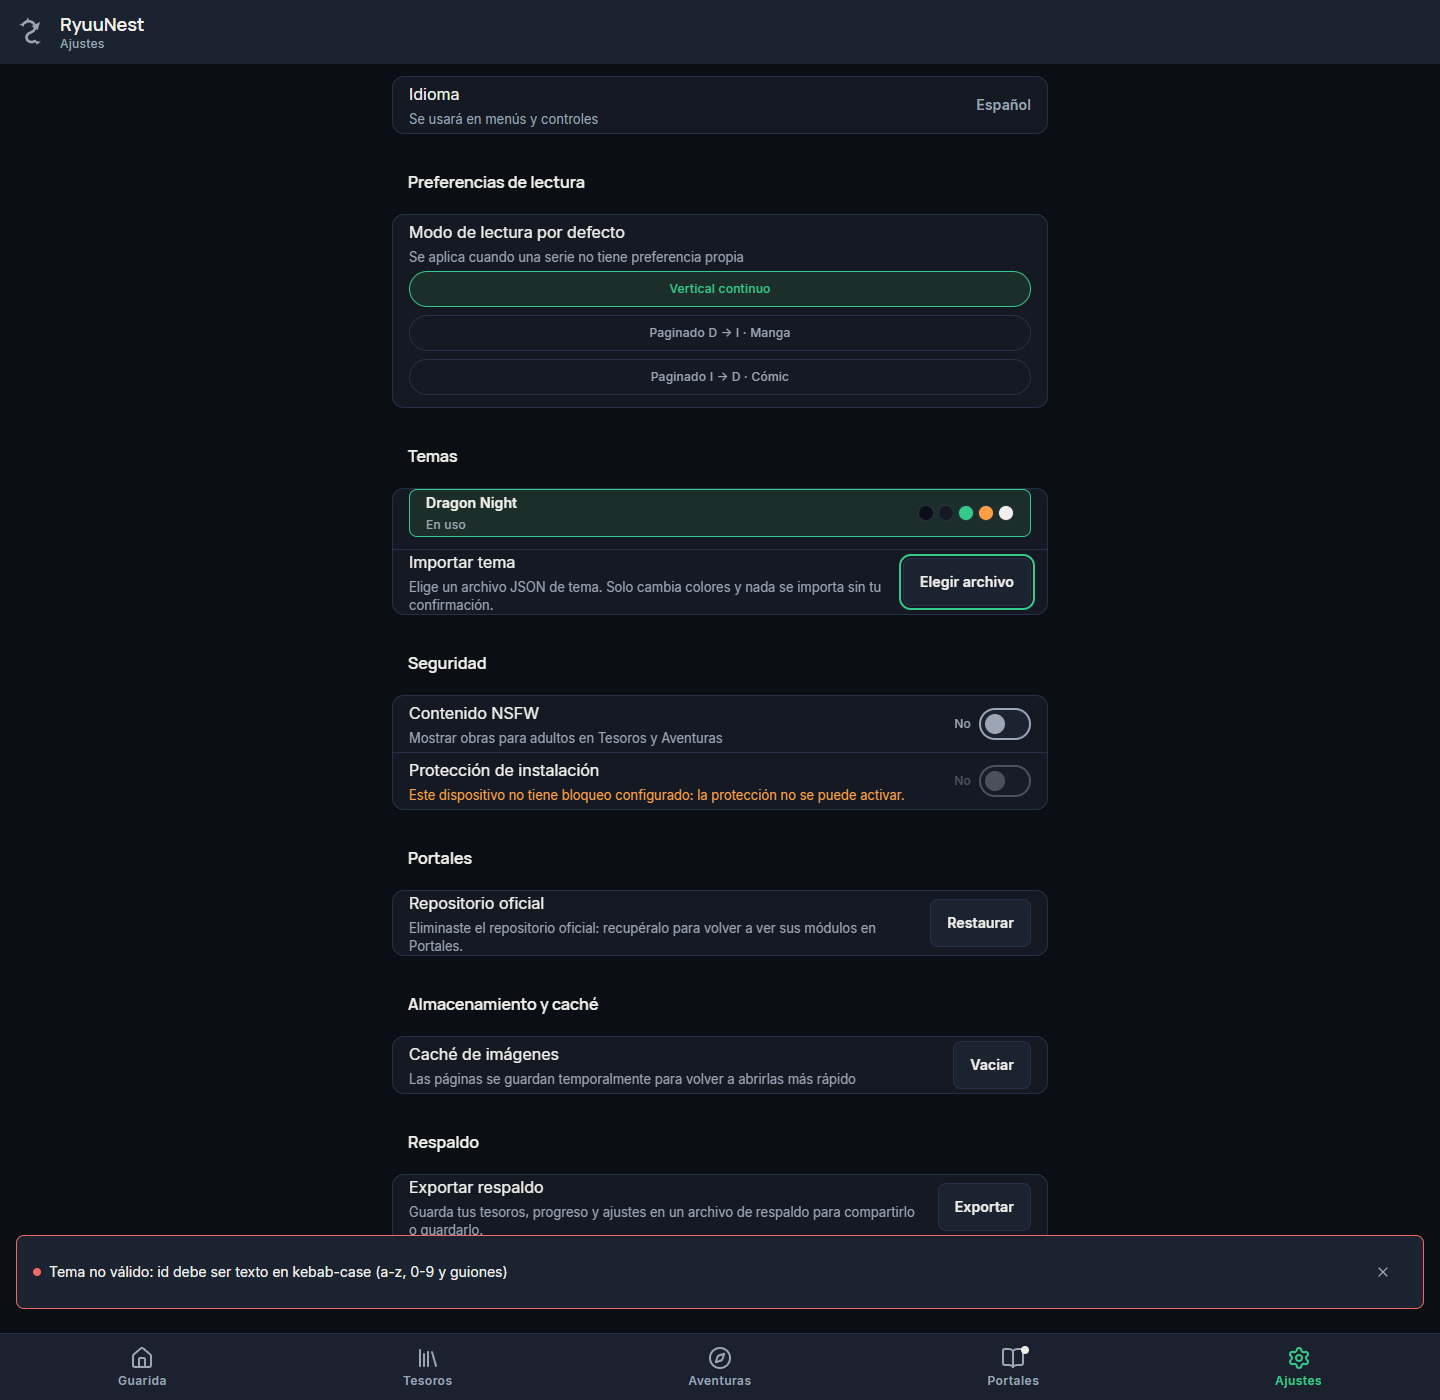 RyuuNest
Ajustes
Idioma
Se usará en menús y controles
Español
Preferencias de lectura
Modo de lectura por defecto
Se aplica cuando una serie no tiene preferencia propia
Vertical continuo
Paginado D → I · Manga
Paginado I → D · Cómic
Temas
Dragon Night
En uso
Importar tema
Elige un archivo JSON de tema. Solo cambia colores y nada se importa sin tu
confirmación.
Elegir archivo
Seguridad
Contenido NSFW
Mostrar obras para adultos en Tesoros y Aventuras
No
Protección de instalación
Este dispositivo no tiene bloqueo configurado: la protección no se puede activar.
No
Portales
Repositorio oficial
Eliminaste el repositorio oficial: recupéralo para volver a ver sus módulos en
Portales.
Restaurar
Almacenamiento y caché
Caché de imágenes
Las páginas se guardan temporalmente para volver a abrirlas más rápido
Vaciar
Respaldo
Exportar respaldo
Guarda tus tesoros, progreso y ajustes en un archivo de respaldo para compartirlo
o guardarlo.
Exportar
Tema no válido: id debe ser texto en kebab-case (a-z, 0-9 y guiones)
Guarida
Tesoros
Aventuras
Portales
Ajustes